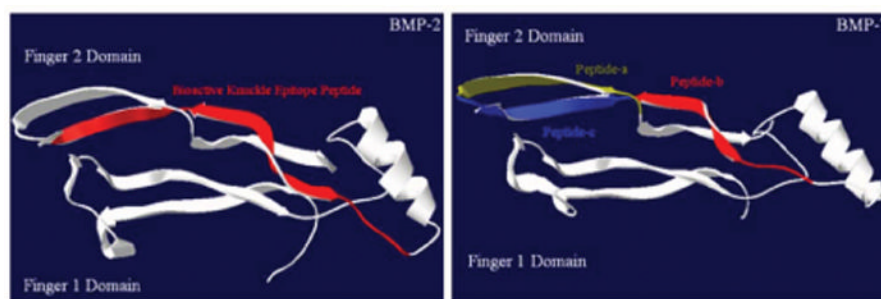 BMP-2
Finger 2 Domain
Bioactive Knuckle Epitope Peptide
Finger 1 Domain
Finger 2 Domain
Peptide-a
Peptide-b
Peptide-c
Finger 1 Domain